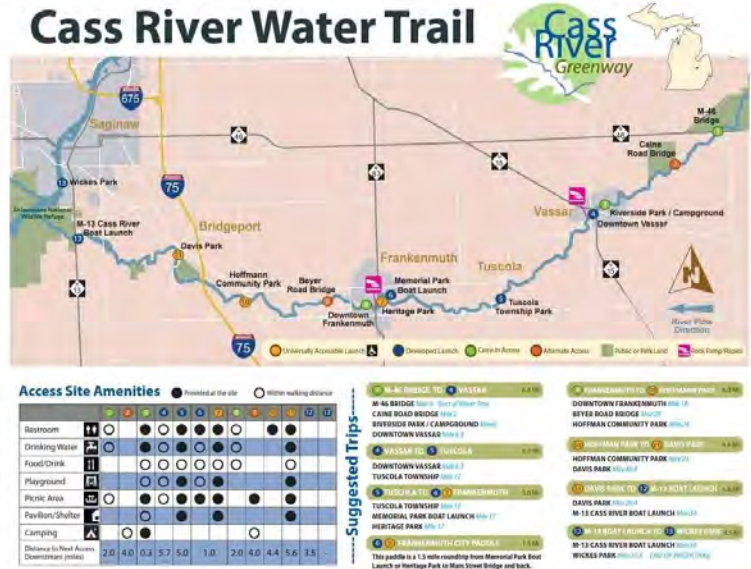 Cass River Water Trail
Cass
River
Greenway
675
Saginaw
46
46
M-46
Bridge
Caine
Road Bridge
75
Wickes Park
M-13 Cass River
Boat Launch
Bridgeport
Davis Park
Vassar
Riverside Park / Campground
Downtown Vassar
Frankenmuth
Tuscola
Hoffmann
Community Park
Beyer
Road Bridge
Memorial Park
Boat Launch
Downtown
Frankenmuth
Heritage Park
Tuscola
Township Park
N
River Flow
Direction
75
Universally Accessible Launch
Developed Launch
Carry-In Access
Alternate Access
Public or Park Land
Rock Ramp/Rapids
Access Site Amenities
Provided at the site
Within walking distance
Restroom
Drinking Water
Food/Drink
Playground
Picnic Area
Pavilion/Shelter
Camping
Distance to Next Access
Downstream (miles)
2.0 4.0 0.3 5.7 5.0 1.0 2.0 4.0 4.4 5.6 3.5
Suggested Trips
M-46 BRIDGE TO VASSAR
M-46 BRIDGE
CAINE ROAD BRIDGE
RIVERSIDE PARK / CAMPGROUND
DOWNTOWN VASSAR
VASSAR TO TUSCOLA
DOWNTOWN VASSAR
TUSCOLA TOWNSHIP PARK
TUSCOLA TO FRANKENMUTH
TUSCOLA TOWNSHIP
MEMORIAL PARK BOAT LAUNCH
HERITAGE PARK
FRANKENMUTH CITY PADDLE
This paddle is a 1.5 mile roundtrip from Memorial Park Boat
Launch or Heritage Park to Main Street Bridge and back.
FRANKENMUTH TO HOFFMANN PARK
DOWNTOWN FRANKENMUTH
BEYER ROAD BRIDGE
HOFFMAN COMMUNITY PARK
HOFFMAN PARK TO DAVIS PARK
HOFFMAN COMMUNITY PARK
DAVIS PARK
DAVIS PARK TO M-13 BOAT LAUNCH
DAVIS PARK
M-13 CASS RIVER BOAT LAUNCH
M-13 BOAT LAUNCH TO WICKES PARK
M-13 CASS RIVER BOAT LAUNCH
WICKES PARK